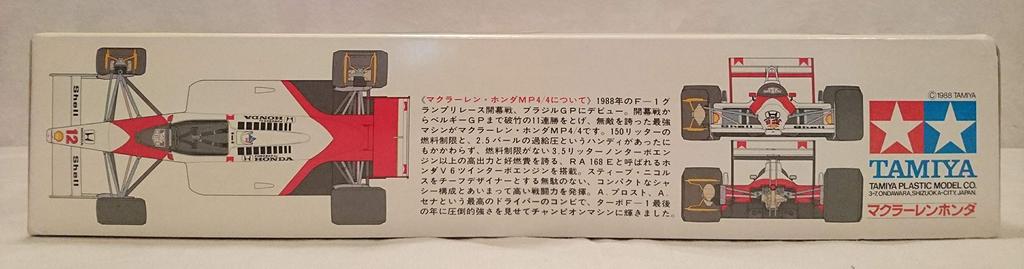 Shell
Shell
12
HONDA
HONDA
〈マクラーレン・ホンダMP4/4について〉1988年のF−1グ
ランプリレース開幕戦、ブラジルGPにデビュー。開幕戦か
らベルギーGPまで破竹の11連勝をとげ、無敵を誇った最強
マシンがマクラーレン・ホンダMP4/4です。150リッターの
燃料制限と、2.5バールの過給圧というハンディがあったに
もかかわらず、燃料制限がない3.5リッターノンターボエン
ジン以上の高出力と好燃費を誇る、RA168Eと呼ばれるホ
ンダV6ツインターボエンジンを搭載。スティーブ・ニコル
スをチーフデザイナーとする無駄のない、コンパクトなシャ
シー構成とあいまって高い戦闘力を発揮。A.プロスト、A.
セナという最高のドライバーのコンビで、ターボF−1最後
の年に圧倒的強さを見せてチャンピオンマシンに輝きました。
Shell
Shell
©1988 TAMIYA
TAMIYA
TAMIYA PLASTIC MODEL CO.
3-7, ONDAWARA, SHIZUOKA-CITY, JAPAN.
マクラーレンホンダ